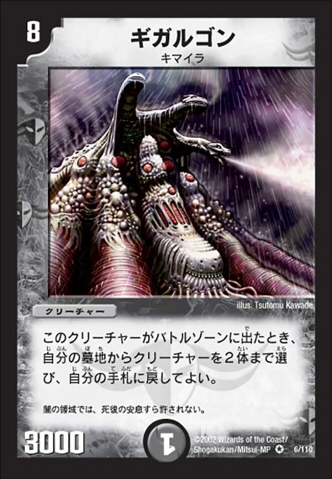 8
ギガルゴン
キマイラ
illus. Tsutomu Kawade
クリーチャー
このクリーチャーがバトルゾーンに出たとき、
自分の墓地からクリーチャーを2体まで選
び、自分の手札に戻してよい。
闇の領域では、死後の安息すら許されない。
3000
1
©2002 Wizards of the Coast/
Shogakukan/Mitsui-MP 6/110